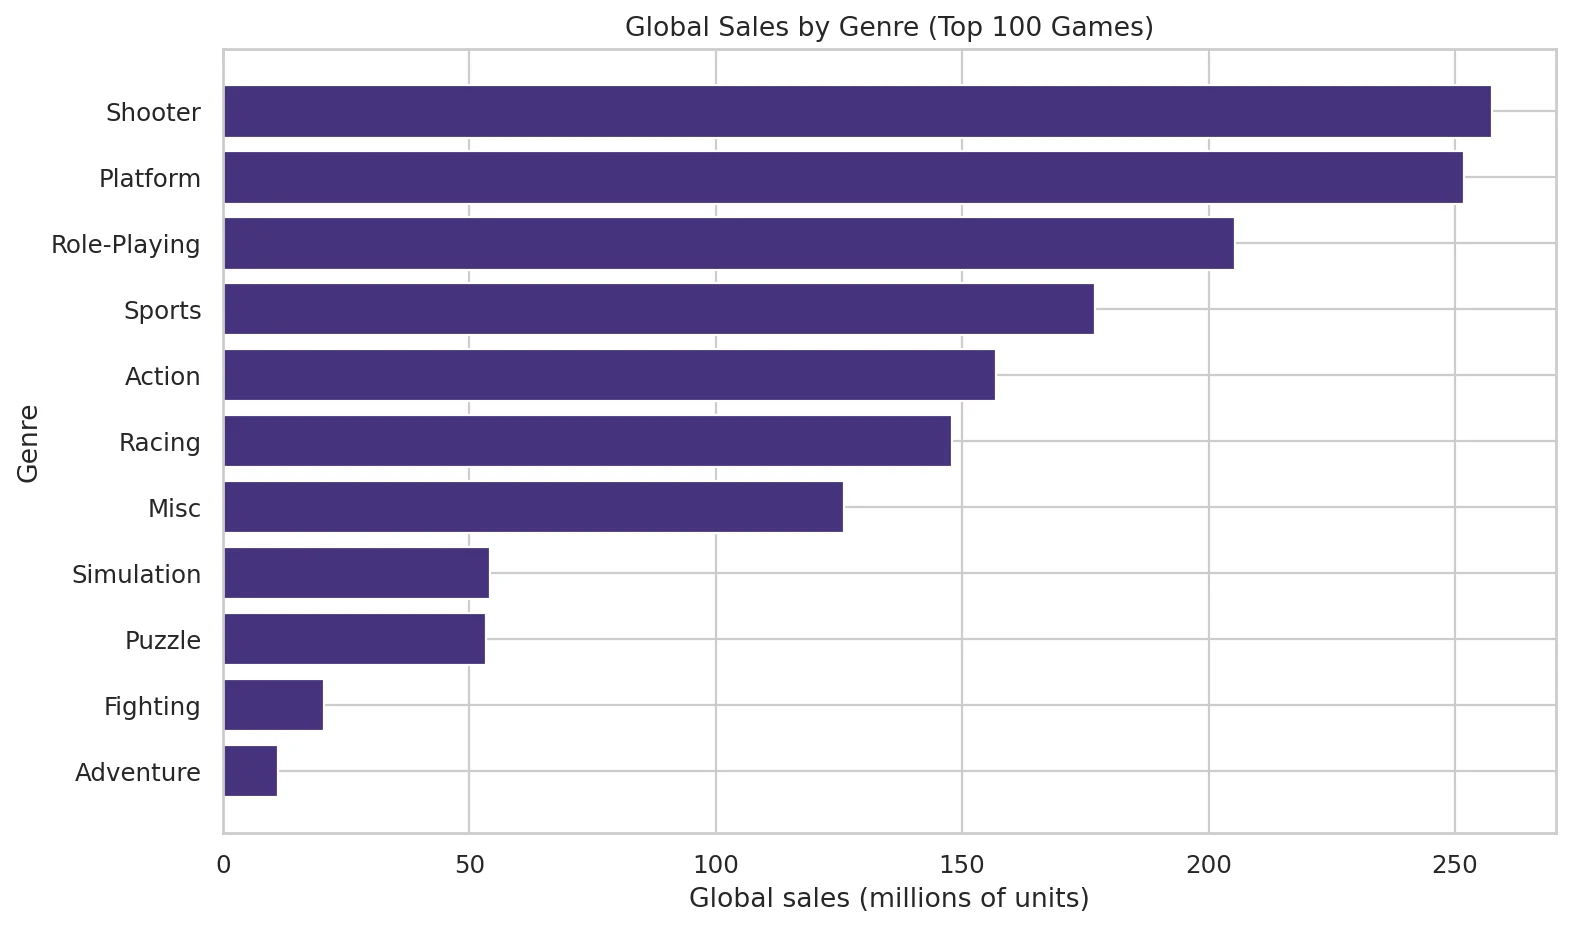 Global Sales by Genre (Top 100 Games)
Genre
Shooter
Platform
Role-Playing
Sports
Action
Racing
Misc
Simulation
Puzzle
Fighting
Adventure
0 50 100 150 200 250
Global sales (millions of units)